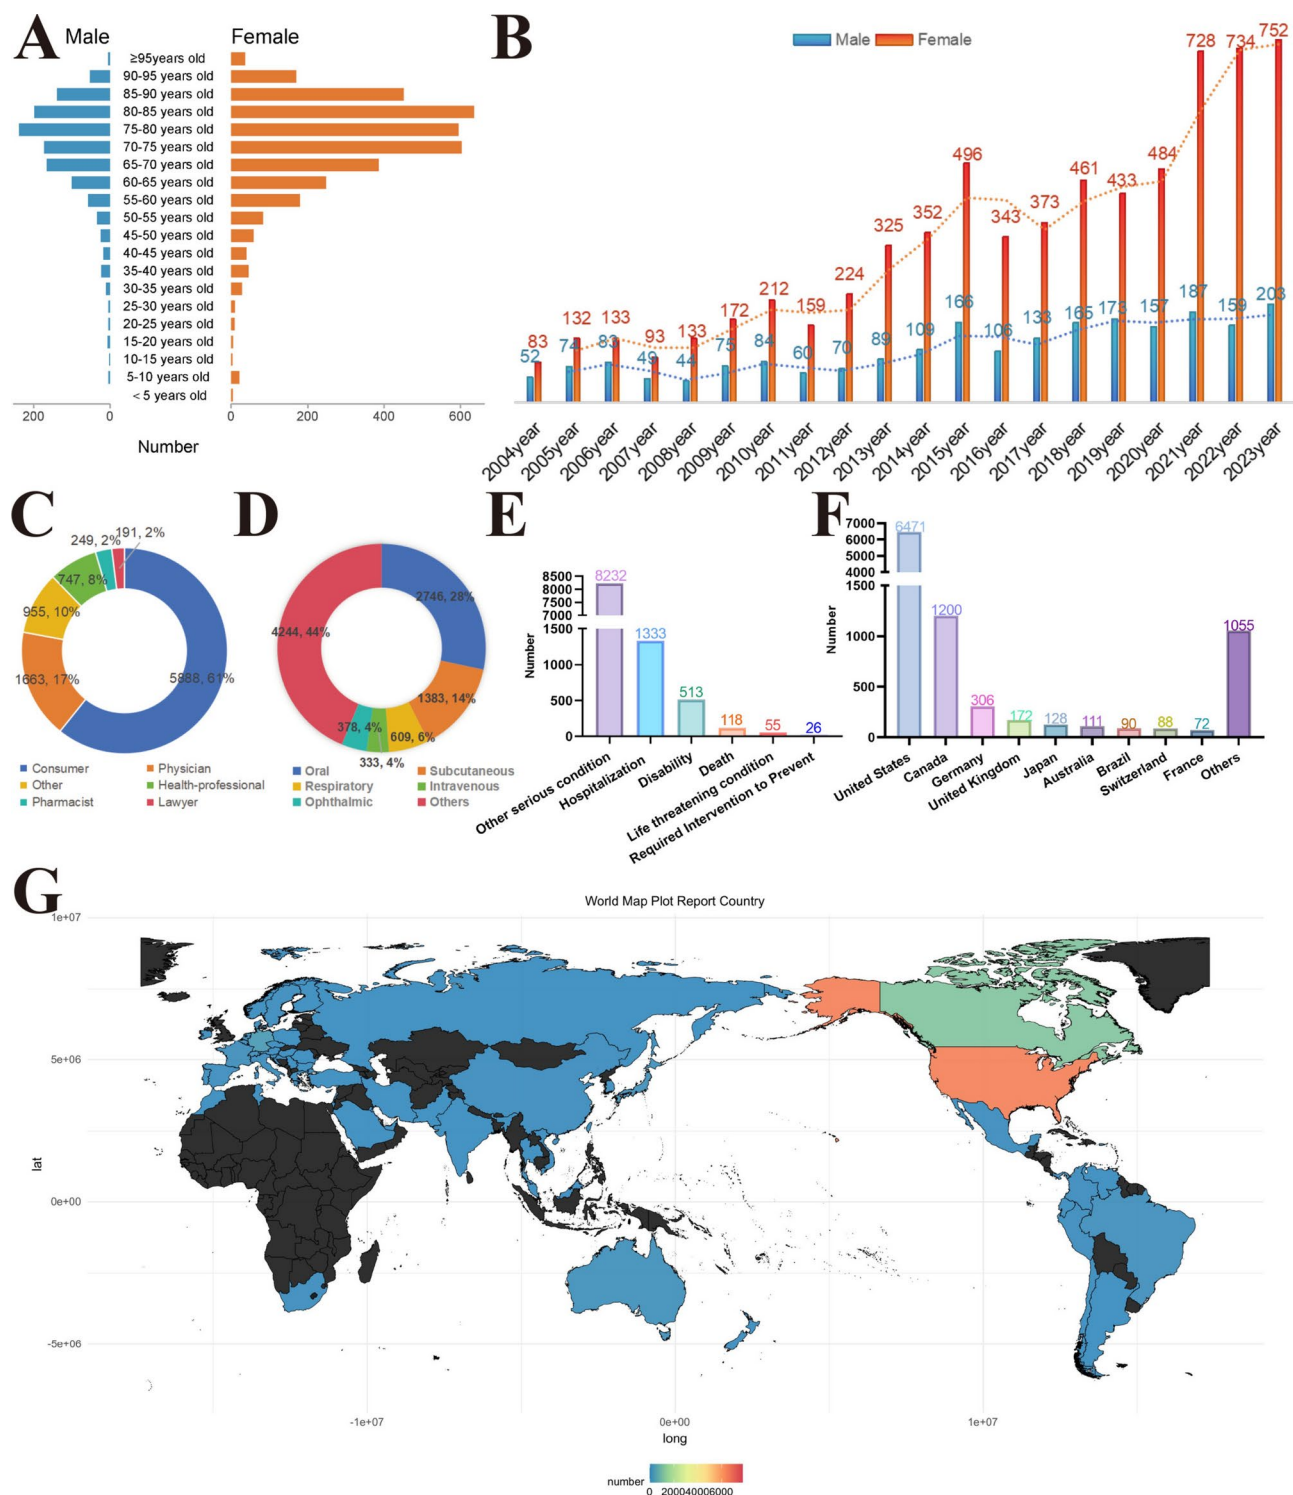 A
Male
Female
≥95years old
90-95 years old
85-90 years old
80-85 years old
75-80 years old
70-75 years old
65-70 years old
60-65 years old
55-60 years old
50-55 years old
45-50 years old
40-45 years old
35-40 years old
30-35 years old
25-30 years old
20-25 years old
15-20 years old
10-15 years old
5-10 years old
< 5 years old
200 0 0 200 400 600
Number
B
Male Female
83 132 133 93 133 172 212 159 224 325 352 496 343 373 461 433 484 728 734 752
52 74 83 49 44 75 84 60 70 89 109 166 106 133 165 173 157 187 159 203
2004year 2005year 2006year 2007year 2008year 2009year 2010year 2011year 2012year 2013year 2014year 2015year 2016year 2017year 2018year 2019year 2020year 2021year 2022year 2023year
C
249, 2%
191, 2%
747, 8%
955, 10%
1663, 17%
5888, 61%
Consumer Physician
Other Health-professional
Pharmacist Lawyer
D
2746, 28%
4244, 44%
1383, 14%
378, 4%
609, 6%
333, 4%
Oral Subcutaneous
Respiratory Intravenous
Ophthalmic Others
E
Number
8500
8000
7500
7000
1500
1000
500
0
8232
1333
513
118
55
26
Other serious condition
Hospitalization
Disability
Death
Life threatening condition
Required Intervention to Prevent
F
Number
7000
6000
5000
4000
1500
1000
500
0
6471
1200
306
172
128
111
90
88
72
1055
United States
Canada
Germany
United Kingdom
Japan
Australia
Brazil
Switzerland
France
Others
G
World Map Plot Report Country
1e+07
5e+06
0e+00
-5e+06
lat
-1e+07 0e+00 1e+07
long
number
0 200040006000